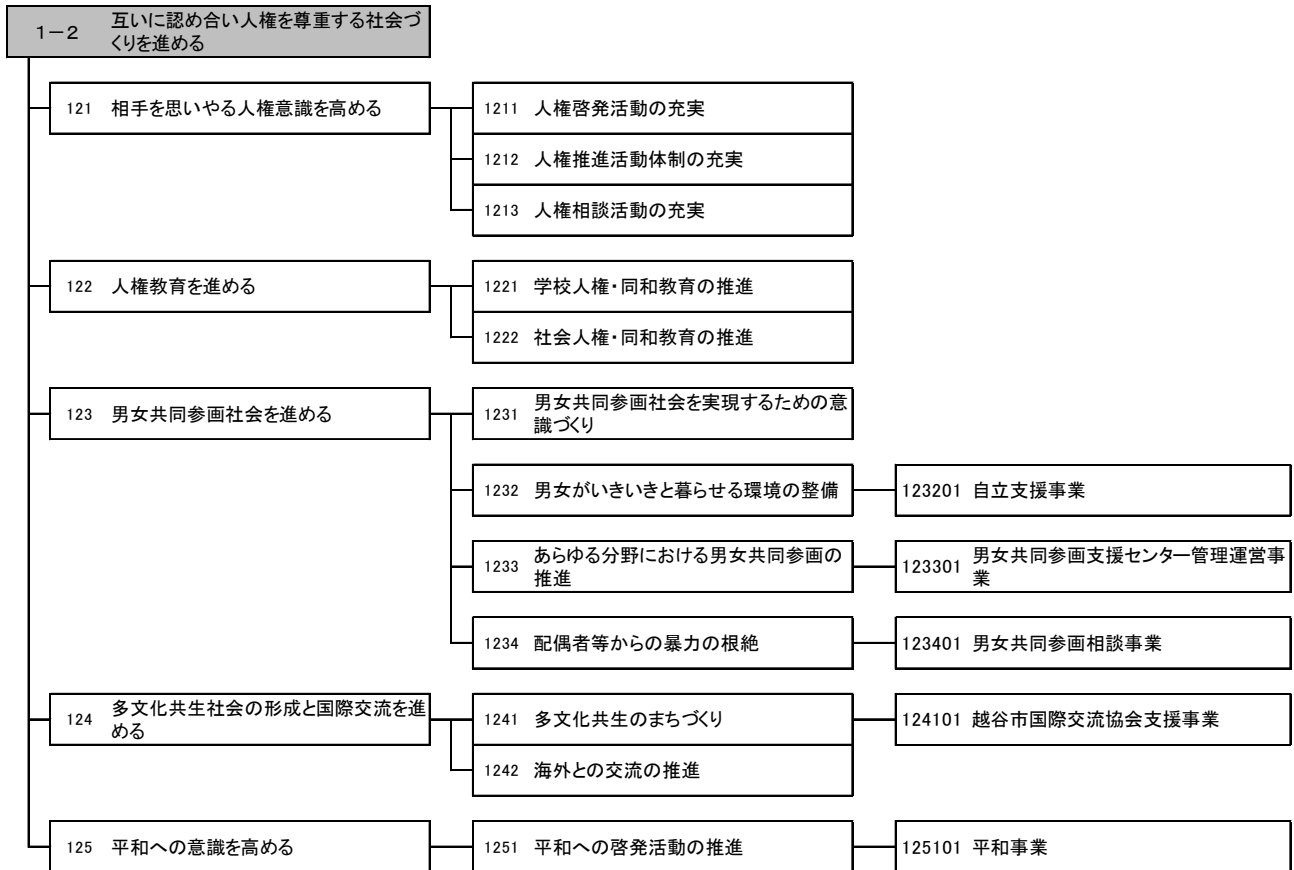 1－2 互いに認め合い人権を尊重する社会づ
くりを進める
121 相手を思いやる人権意識を高める
1211 人権啓発活動の充実
1212 人権推進活動体制の充実
1213 人権相談活動の充実
122 人権教育を進める
1221 学校人権・同和教育の推進
1222 社会人権・同和教育の推進
123 男女共同参画社会を進める
1231 男女共同参画社会を実現するための意
識づくり
1232 男女がいきいきと暮らせる環境の整備
123201 自立支援事業
1233 あらゆる分野における男女共同参画の
推進
123301 男女共同参画支援センター管理運営事
業
1234 配偶者等からの暴力の根絶
123401 男女共同参画相談事業
124 多文化共生社会の形成と国際交流を進
める
1241 多文化共生のまちづくり
124101 越谷市国際交流協会支援事業
1242 海外との交流の推進
125 平和への意識を高める
1251 平和への啓発活動の推進
125101 平和事業